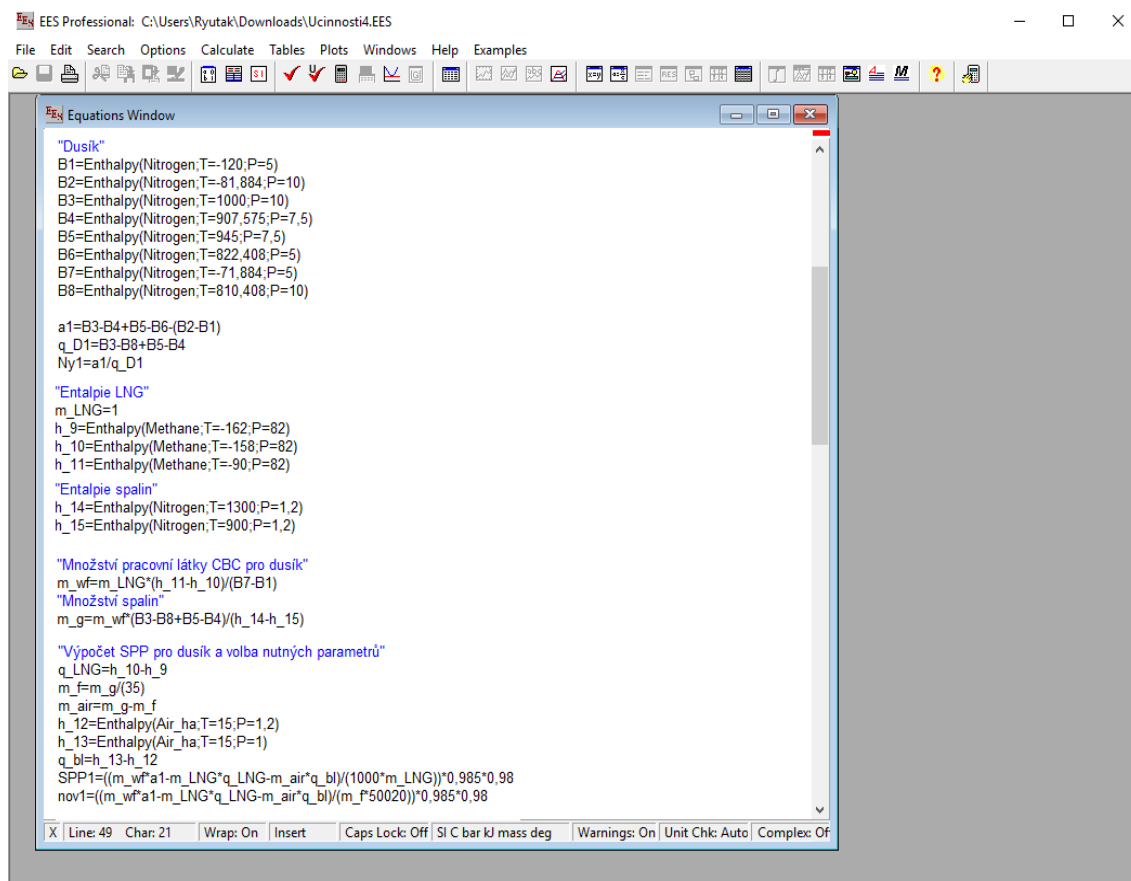 EES Professional: C:\Users\Ryutak\Downloads\Ucinnosti4.EES
File Edit Search Options Calculate Tables Plots Windows Help Examples
Equations Window
"Dusík"
B1=Enthalpy(Nitrogen;T=-120;P=5)
B2=Enthalpy(Nitrogen;T=-81,884;P=10)
B3=Enthalpy(Nitrogen;T=1000;P=10)
B4=Enthalpy(Nitrogen;T=907,575;P=7,5)
B5=Enthalpy(Nitrogen;T=945;P=7,5)
B6=Enthalpy(Nitrogen;T=822,408;P=5)
B7=Enthalpy(Nitrogen;T=-71,884;P=5)
B8=Enthalpy(Nitrogen;T=810,408;P=10)
a1=B3-B4+B5-B6-(B2-B1)
q_D1=B3-B8+B5-B4
Ny1=a1/q_D1
"Entalpie LNG"
m_LNG=1
h_9=Enthalpy(Methane;T=-162;P=82)
h_10=Enthalpy(Methane;T=-158;P=82)
h_11=Enthalpy(Methane;T=-90;P=82)
"Entalpie spalin"
h_14=Enthalpy(Nitrogen;T=1300;P=1,2)
h_15=Enthalpy(Nitrogen;T=900;P=1,2)
"Množství pracovní látky CBC pro dusík"
m_wf=m_LNG*(h_11-h_10)/(B7-B1)
"Množství spalin"
m_g=m_wf*(B3-B8+B5-B4)/(h_14-h_15)
"Výpočet SPP pro dusík a volba nutných parametrů"
q_LNG=h_10-h_9
m_f=m_g/(35)
m_air=m_g-m_f
h_12=Enthalpy(Air_ha;T=15;P=1,2)
h_13=Enthalpy(Air_ha;T=15;P=1)
q_bl=h_13-h_12
SPP1=((m_wf*a1-m_LNG*q_LNG-m_air*q_bl)/(1000*m_LNG))*0,985*0,98
nov1=((m_wf*a1-m_LNG*q_LNG-m_air*q_bl)/(m_f*50020))*0,985*0,98
X Line: 49 Char: 21 Wrap: On Insert Caps Lock: Off SI C bar kJ mass deg Warnings: On Unit Chk: Auto Complex: Of